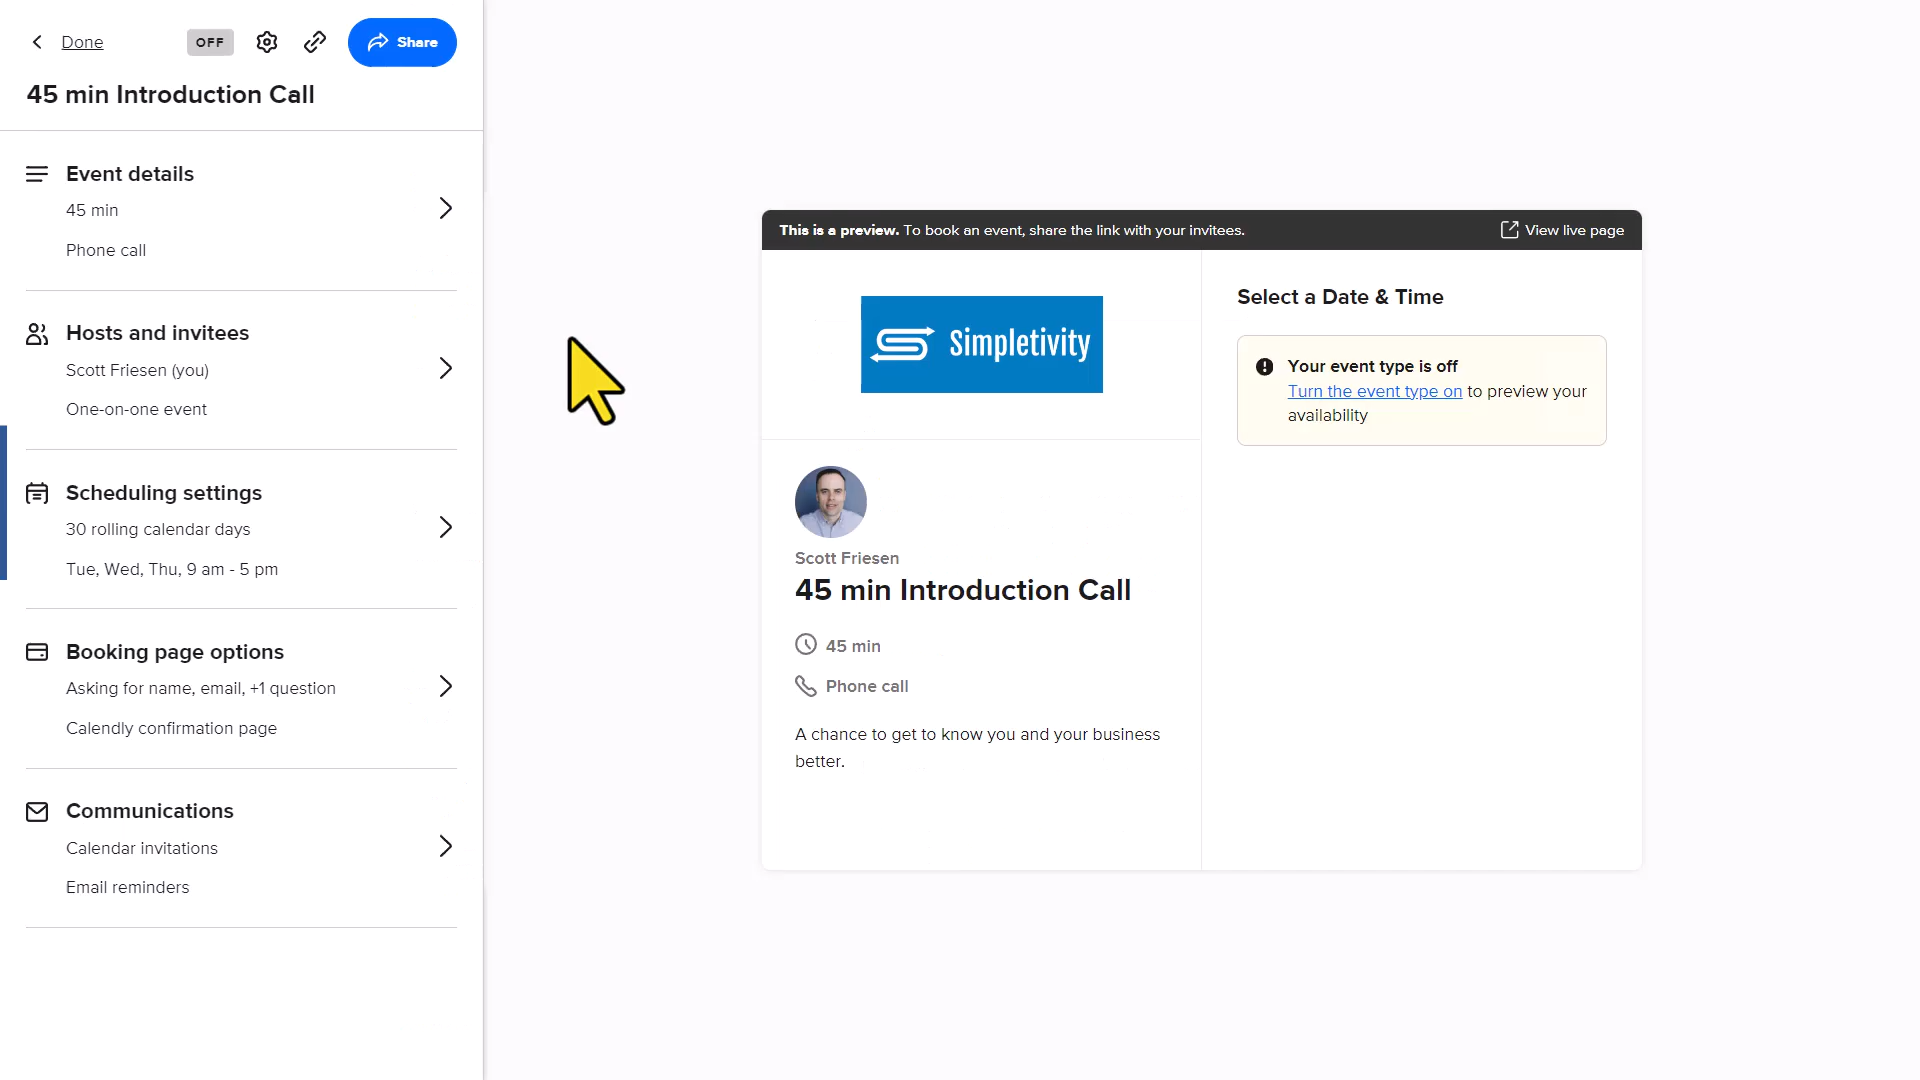 Done
OFF
Share
45 min Introduction Call
Event details
45 min
Phone call
Hosts and invitees
Scott Friesen (you)
One-on-one event
Scheduling settings
30 rolling calendar days
Tue, Wed, Thu, 9 am - 5 pm
Booking page options
Asking for name, email, +1 question
Calendly confirmation page
Communications
Calendar invitations
Email reminders
This is a preview. To book an event, share the link with your invitees.
View live page
Simpletivity
Scott Friesen
45 min Introduction Call
45 min
Phone call
A chance to get to know you and your business
better.
Select a Date & Time
Your event type is off
Turn the event type on to preview your
availability